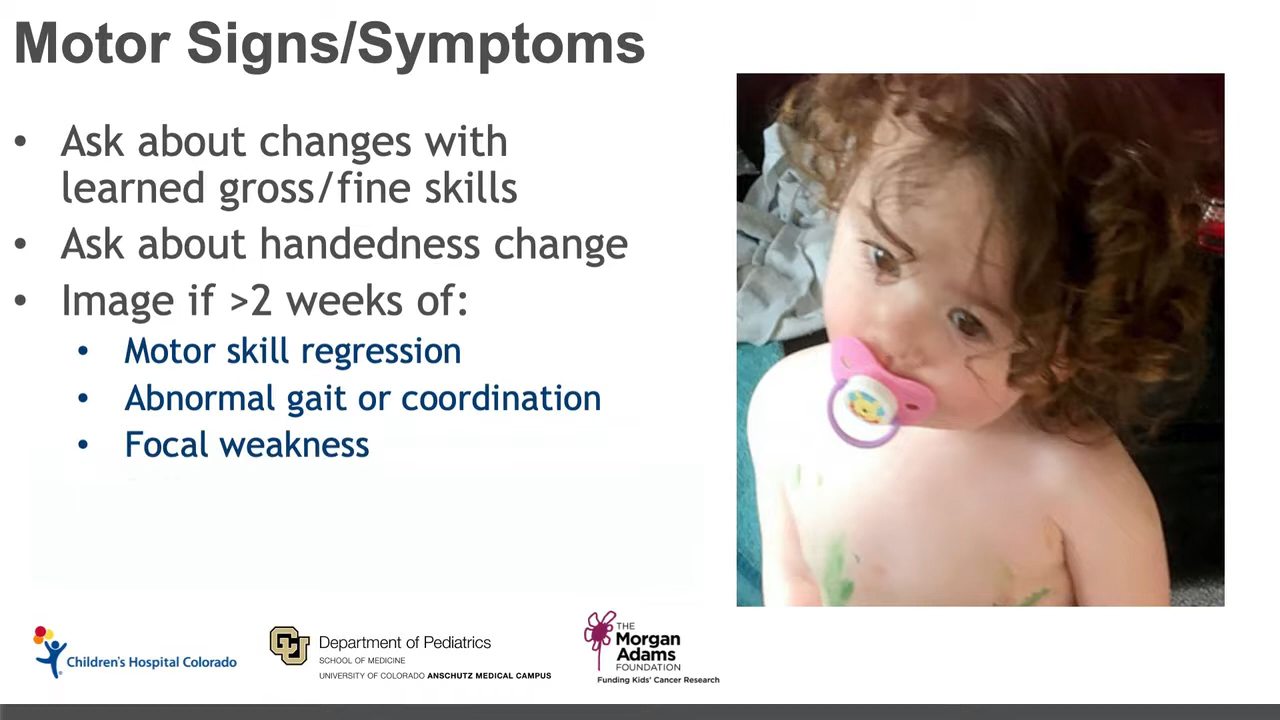 Motor Signs/Symptoms
• Ask about changes with
learned gross/fine skills
• Ask about handedness change
• Image if >2 weeks of:
• Motor skill regression
• Abnormal gait or coordination
• Focal weakness
Children's Hospital Colorado
CU
Department of Pediatrics
SCHOOL OF MEDICINE
UNIVERSITY OF COLORADO ANSCHUTZ MEDICAL CAMPUS
THE
Morgan
Adams
FOUNDATION
Funding Kids' Cancer Research